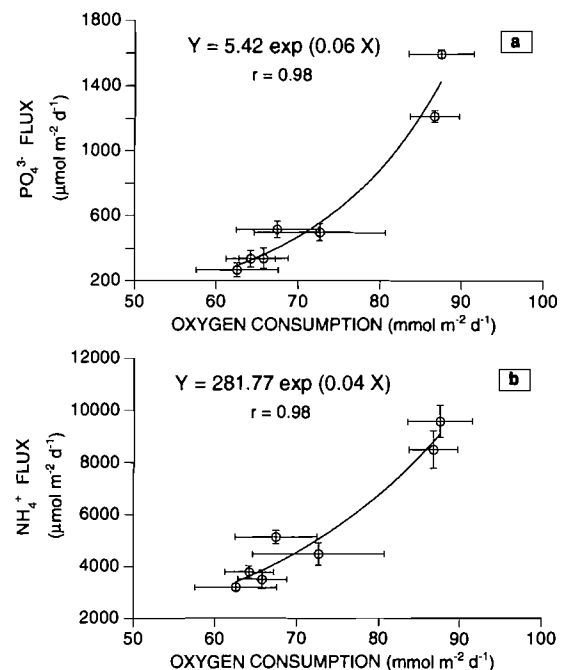 a
Y = 5.42 exp (0.06 X)
r = 0.98
PO₄³⁻ FLUX
(μmol m⁻² d⁻¹)
1800
1400
1000
600
200
50 60 70 80 90 100
OXYGEN CONSUMPTION (mmol m⁻² d⁻¹)
b
Y = 281.77 exp (0.04 X)
r = 0.98
NH₄⁺ FLUX
(μmol m⁻² d⁻¹)
12000
10000
8000
6000
4000
2000
50 60 70 80 90 100
OXYGEN CONSUMPTION (mmol m⁻² d⁻¹)